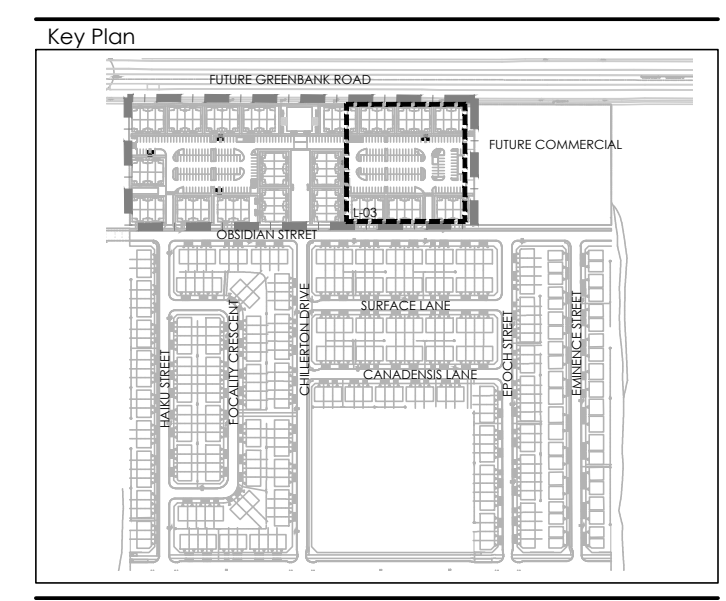 Key Plan
FUTURE GREENBANK ROAD
FUTURE COMMERCIAL
L-03
OBSIDIAN STRRET
SURFACE LANE
CANADENSIS LANE
HAIKU STREET
FOCALITY CRESCENT
CHILLERTON DRIVE
EPOCH STREET
EMINENCE STREET